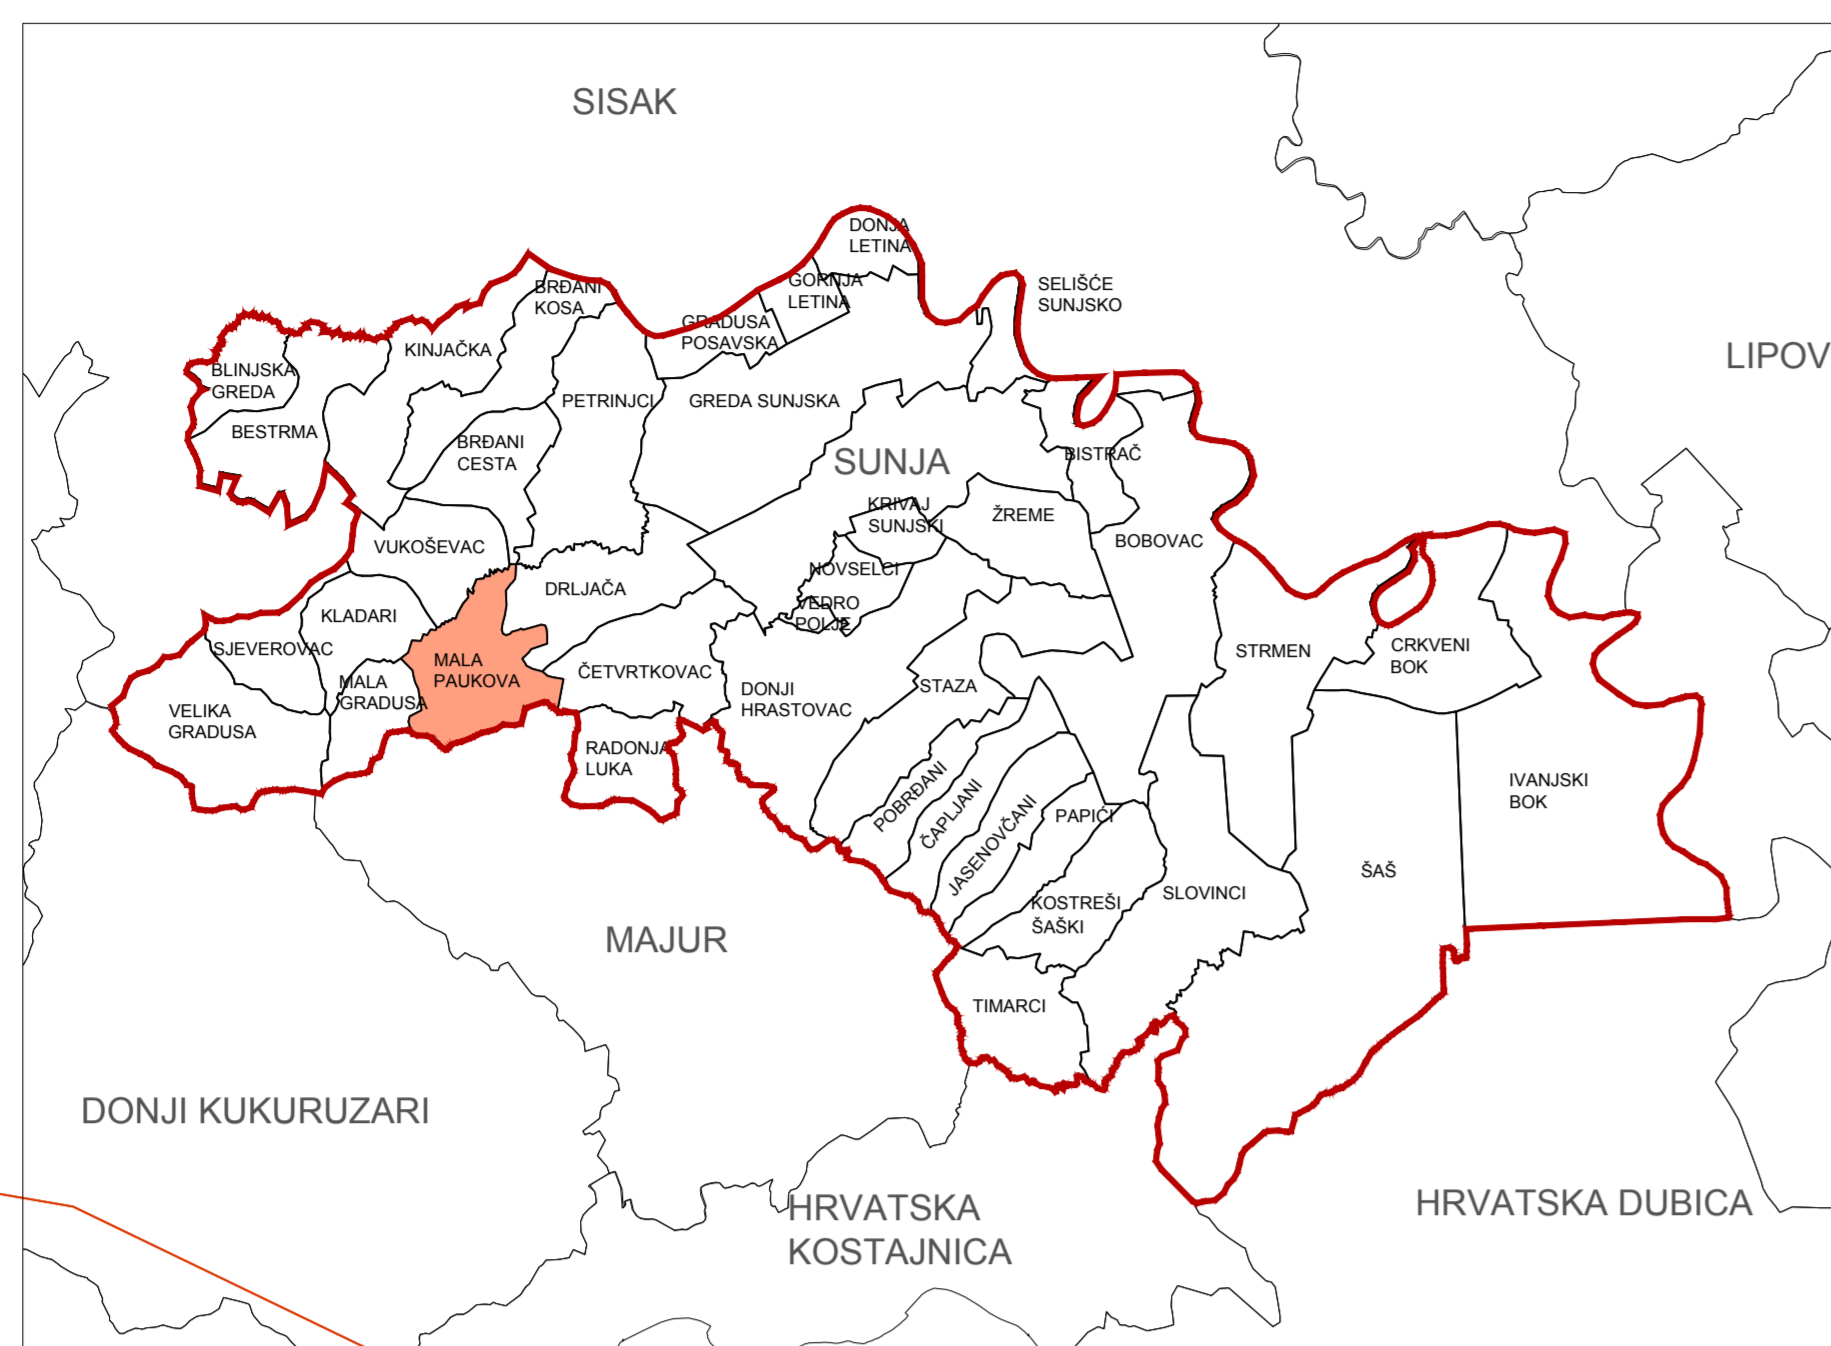 SISAK
DONJA
LETINA
BRĐANI
KOSA
GORNJA
LETINA
SELIŠĆE
SUNJSKO
GRADUSA
POSAVSKA
KINJAČKA
LIPOV
BLINJSKA
GREDA
BESTRMA
PETRINJCI
GREDA SUNJSKA
BRĐANI
CESTA
SUNJA
BISTRAČ
KRIVAJ
SUNJSKI
ŽREME
BOBOVAC
VUKOŠEVAC
NOVSELCI
DRLJAČA
VEDRO
POLJE
KLADARI
SJEVEROVAC
MALA
PAUKOVA
MALA
GRADUSA
ČETVRTKOVAC
DONJI
HRASTOVAC
STAZA
STRMEN
CRKVENI
BOK
VELIKA
GRADUSA
RADONJA
LUKA
POBRĐANI
ČAPLJANI
JASENOVČANI
PAPIĆI
IVANJSKI
BOK
ŠAŠ
KOSTREŠI
ŠAŠKI
SLOVINCI
MAJUR
TIMARCI
DONJI KUKURUZARI
HRVATSKA
KOSTAJNICA
HRVATSKA DUBICA